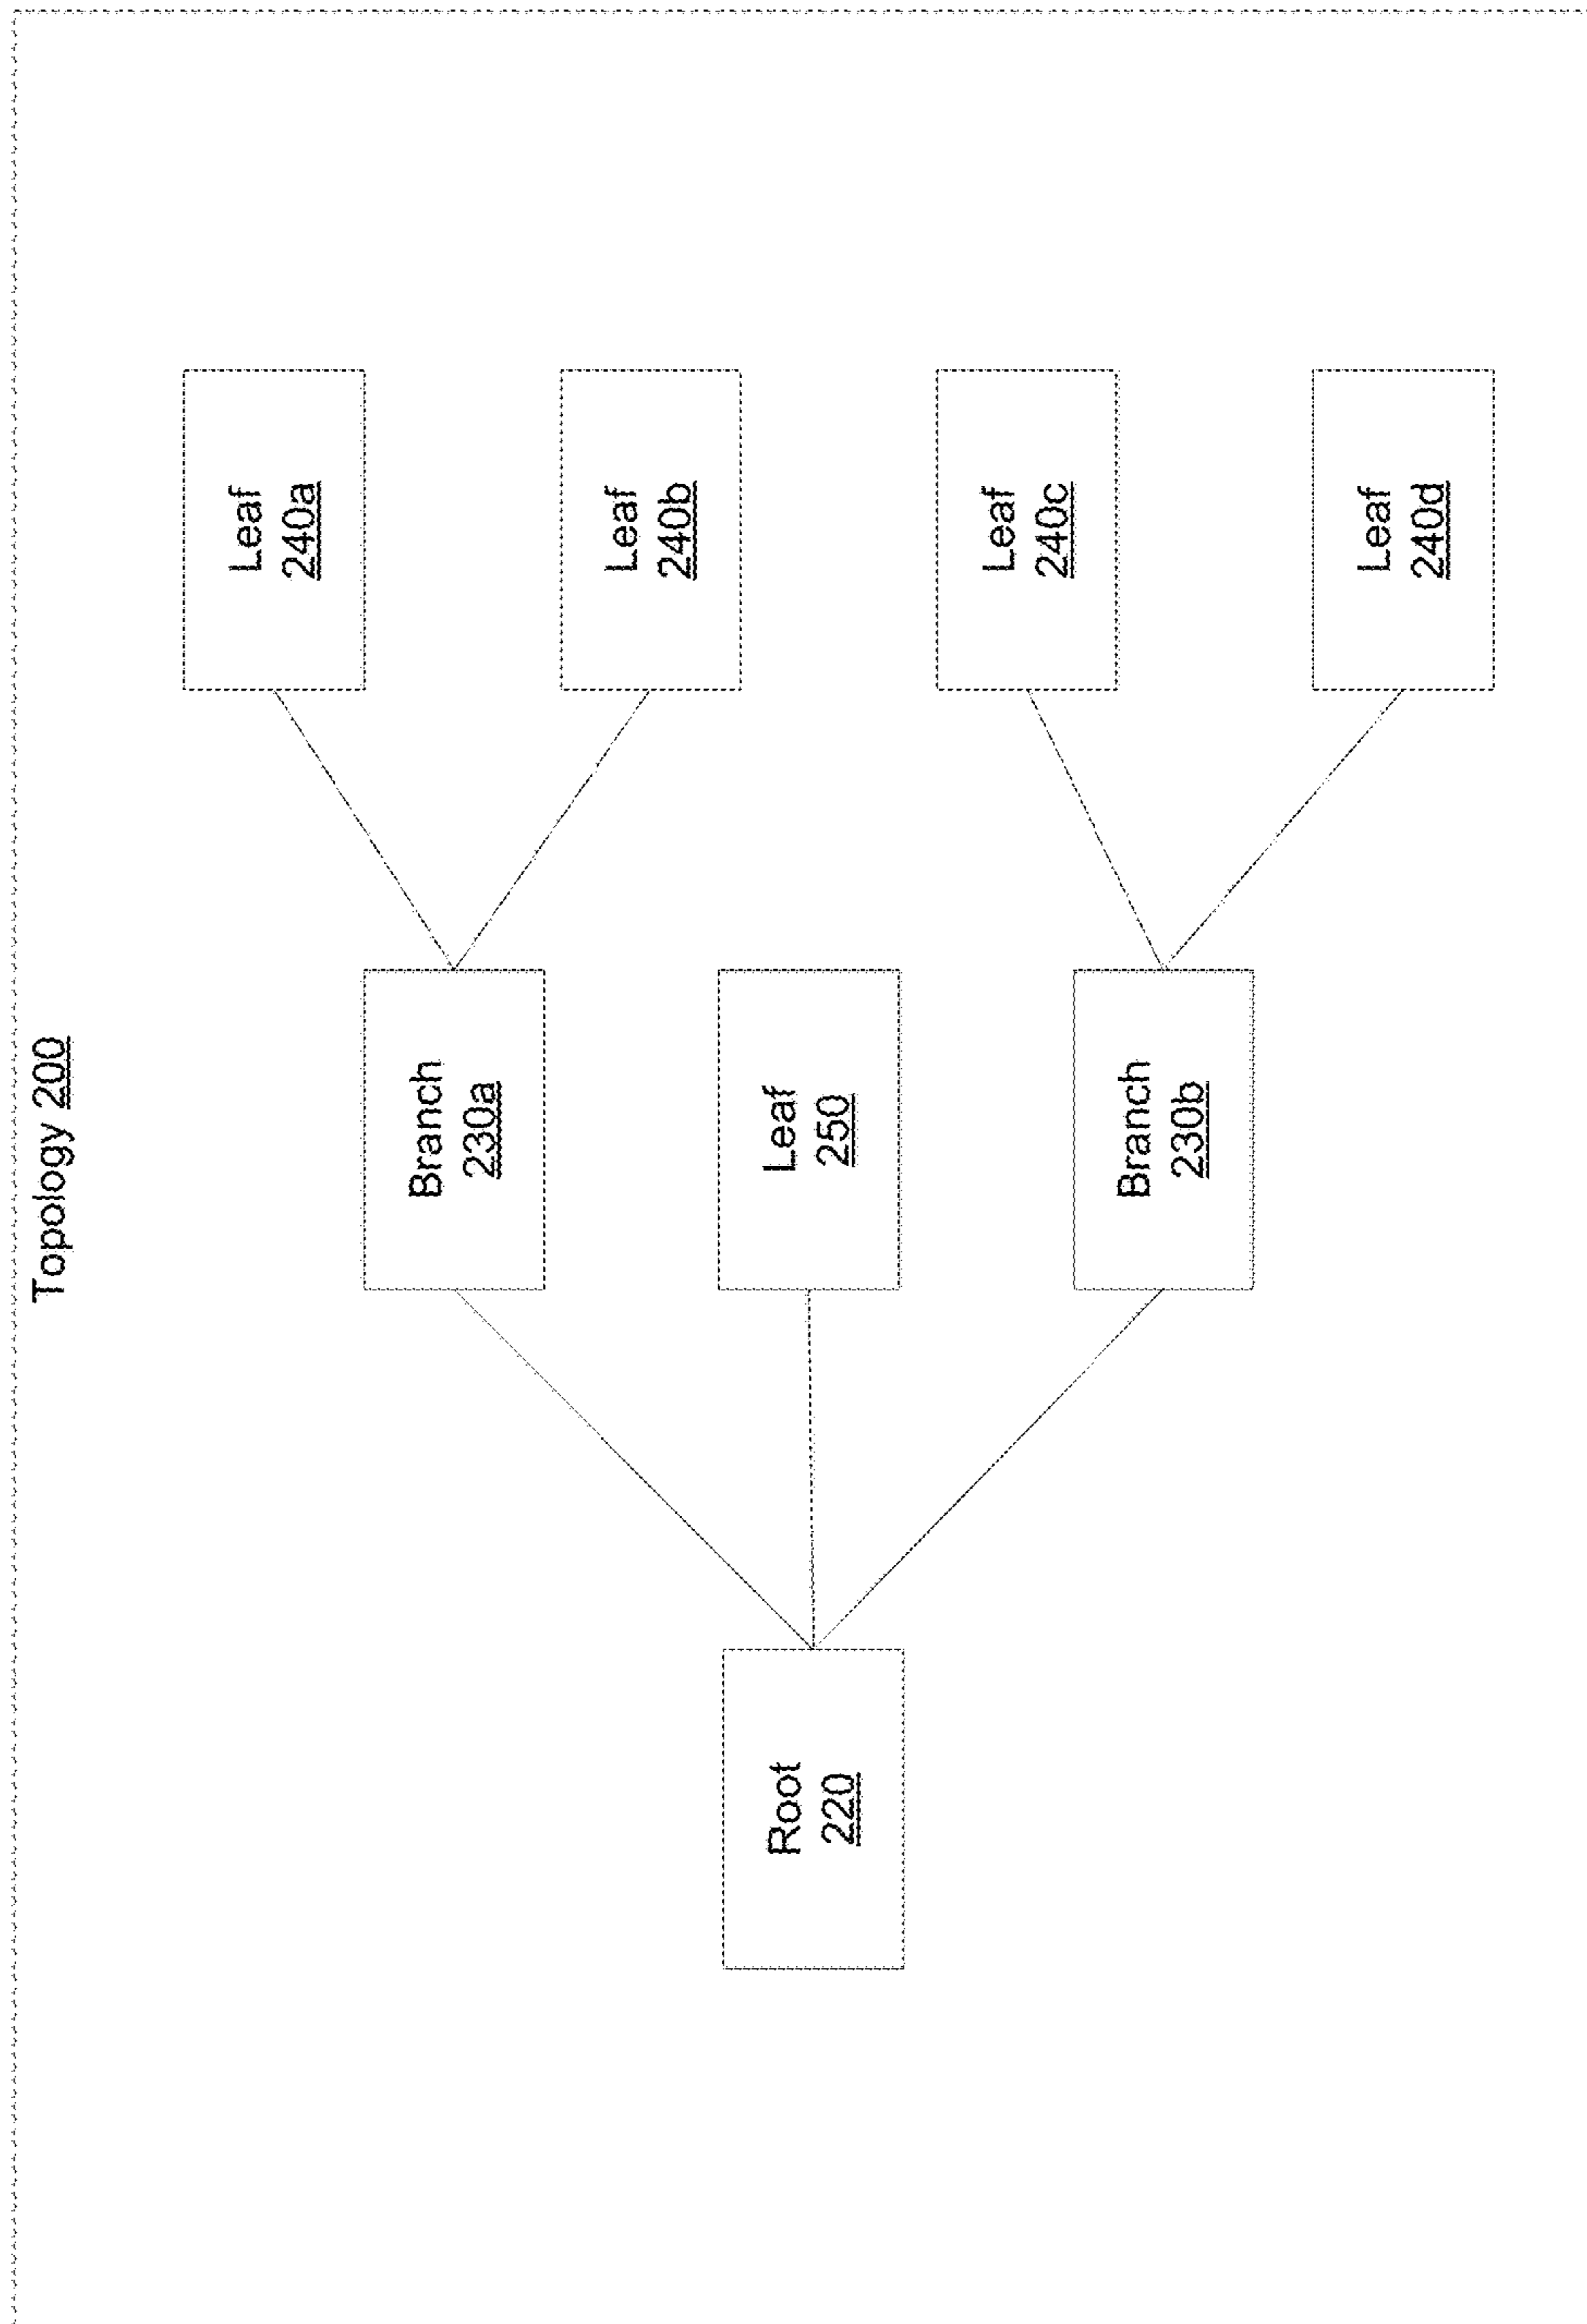 Topology 200
Root
220
Branch
230a
Leaf
250
Branch
230b
Leaf
240a
Leaf
240b
Leaf
240c
Leaf
240d